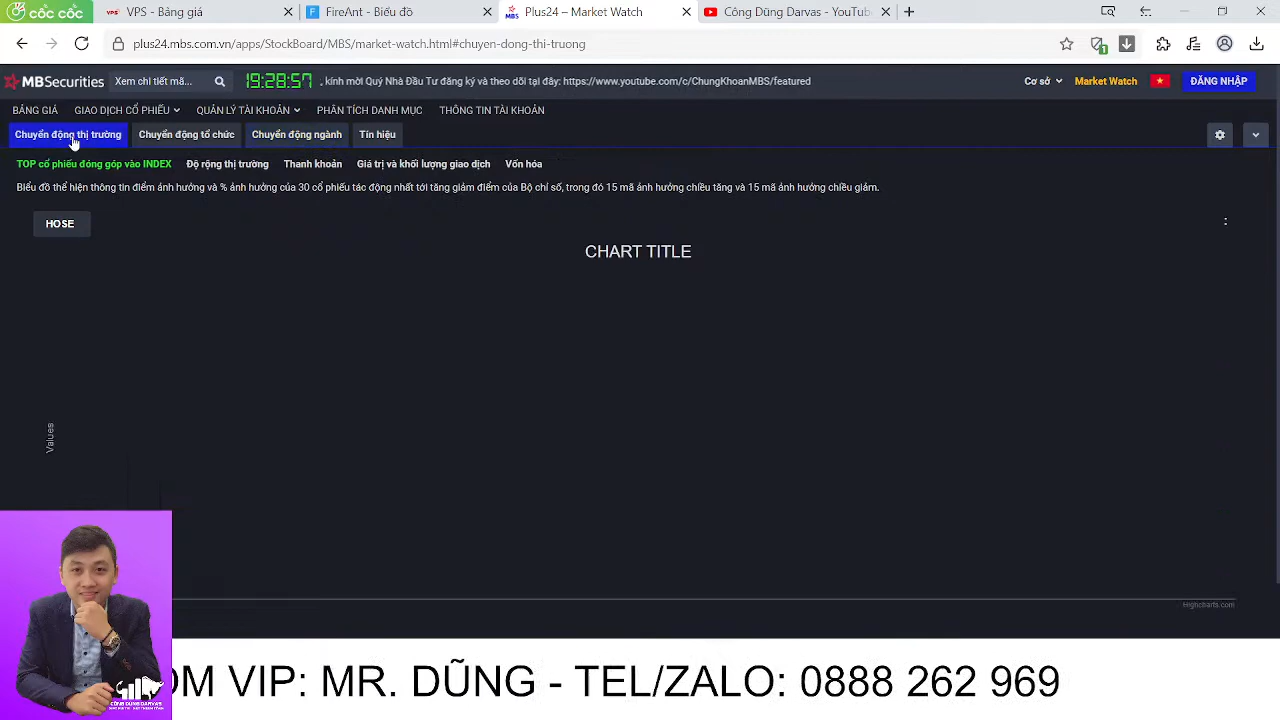 cốc cốc
VPS - Bảng giá
FireAnt - Biểu đồ
Plus24 – Market Watch
Công Dũng Darvas - YouTube
plus24.mbs.com.vn/apps/StockBoard/MBS/market-watch.html#chuyen-dong-thi-truong
MBSecurities
Xem chi tiết mã...
19:28:57
, kính mời Quý Nhà Đầu Tư đăng ký và theo dõi tại đây: https://www.youtube.com/c/ChungKhoanMBS/featured
Cơ sở
Market Watch
ĐĂNG NHẬP
BẢNG GIÁ
GIAO DỊCH CỔ PHIẾU
QUẢN LÝ TÀI KHOẢN
PHÂN TÍCH DANH MỤC
THÔNG TIN TÀI KHOẢN
Chuyển động thị trường
Chuyển động tổ chức
Chuyển động ngành
Tín hiệu
TOP cổ phiếu đóng góp vào INDEX
Độ rộng thị trường
Thanh khoản
Giá trị và khối lượng giao dịch
Vốn hóa
Biểu đồ thể hiện thông tin điểm ảnh hưởng và % ảnh hưởng của 30 cổ phiếu tác động nhất tới tăng giảm điểm của Bộ chỉ số, trong đó 15 mã ảnh hưởng chiều tăng và 15 mã ảnh hưởng chiều giảm.
HOSE
CHART TITLE
Values
Highcharts.com
CÔNG DŨNG DARVAS
OM VIP: MR. DŨNG - TEL/ZALO: 0888 262 969